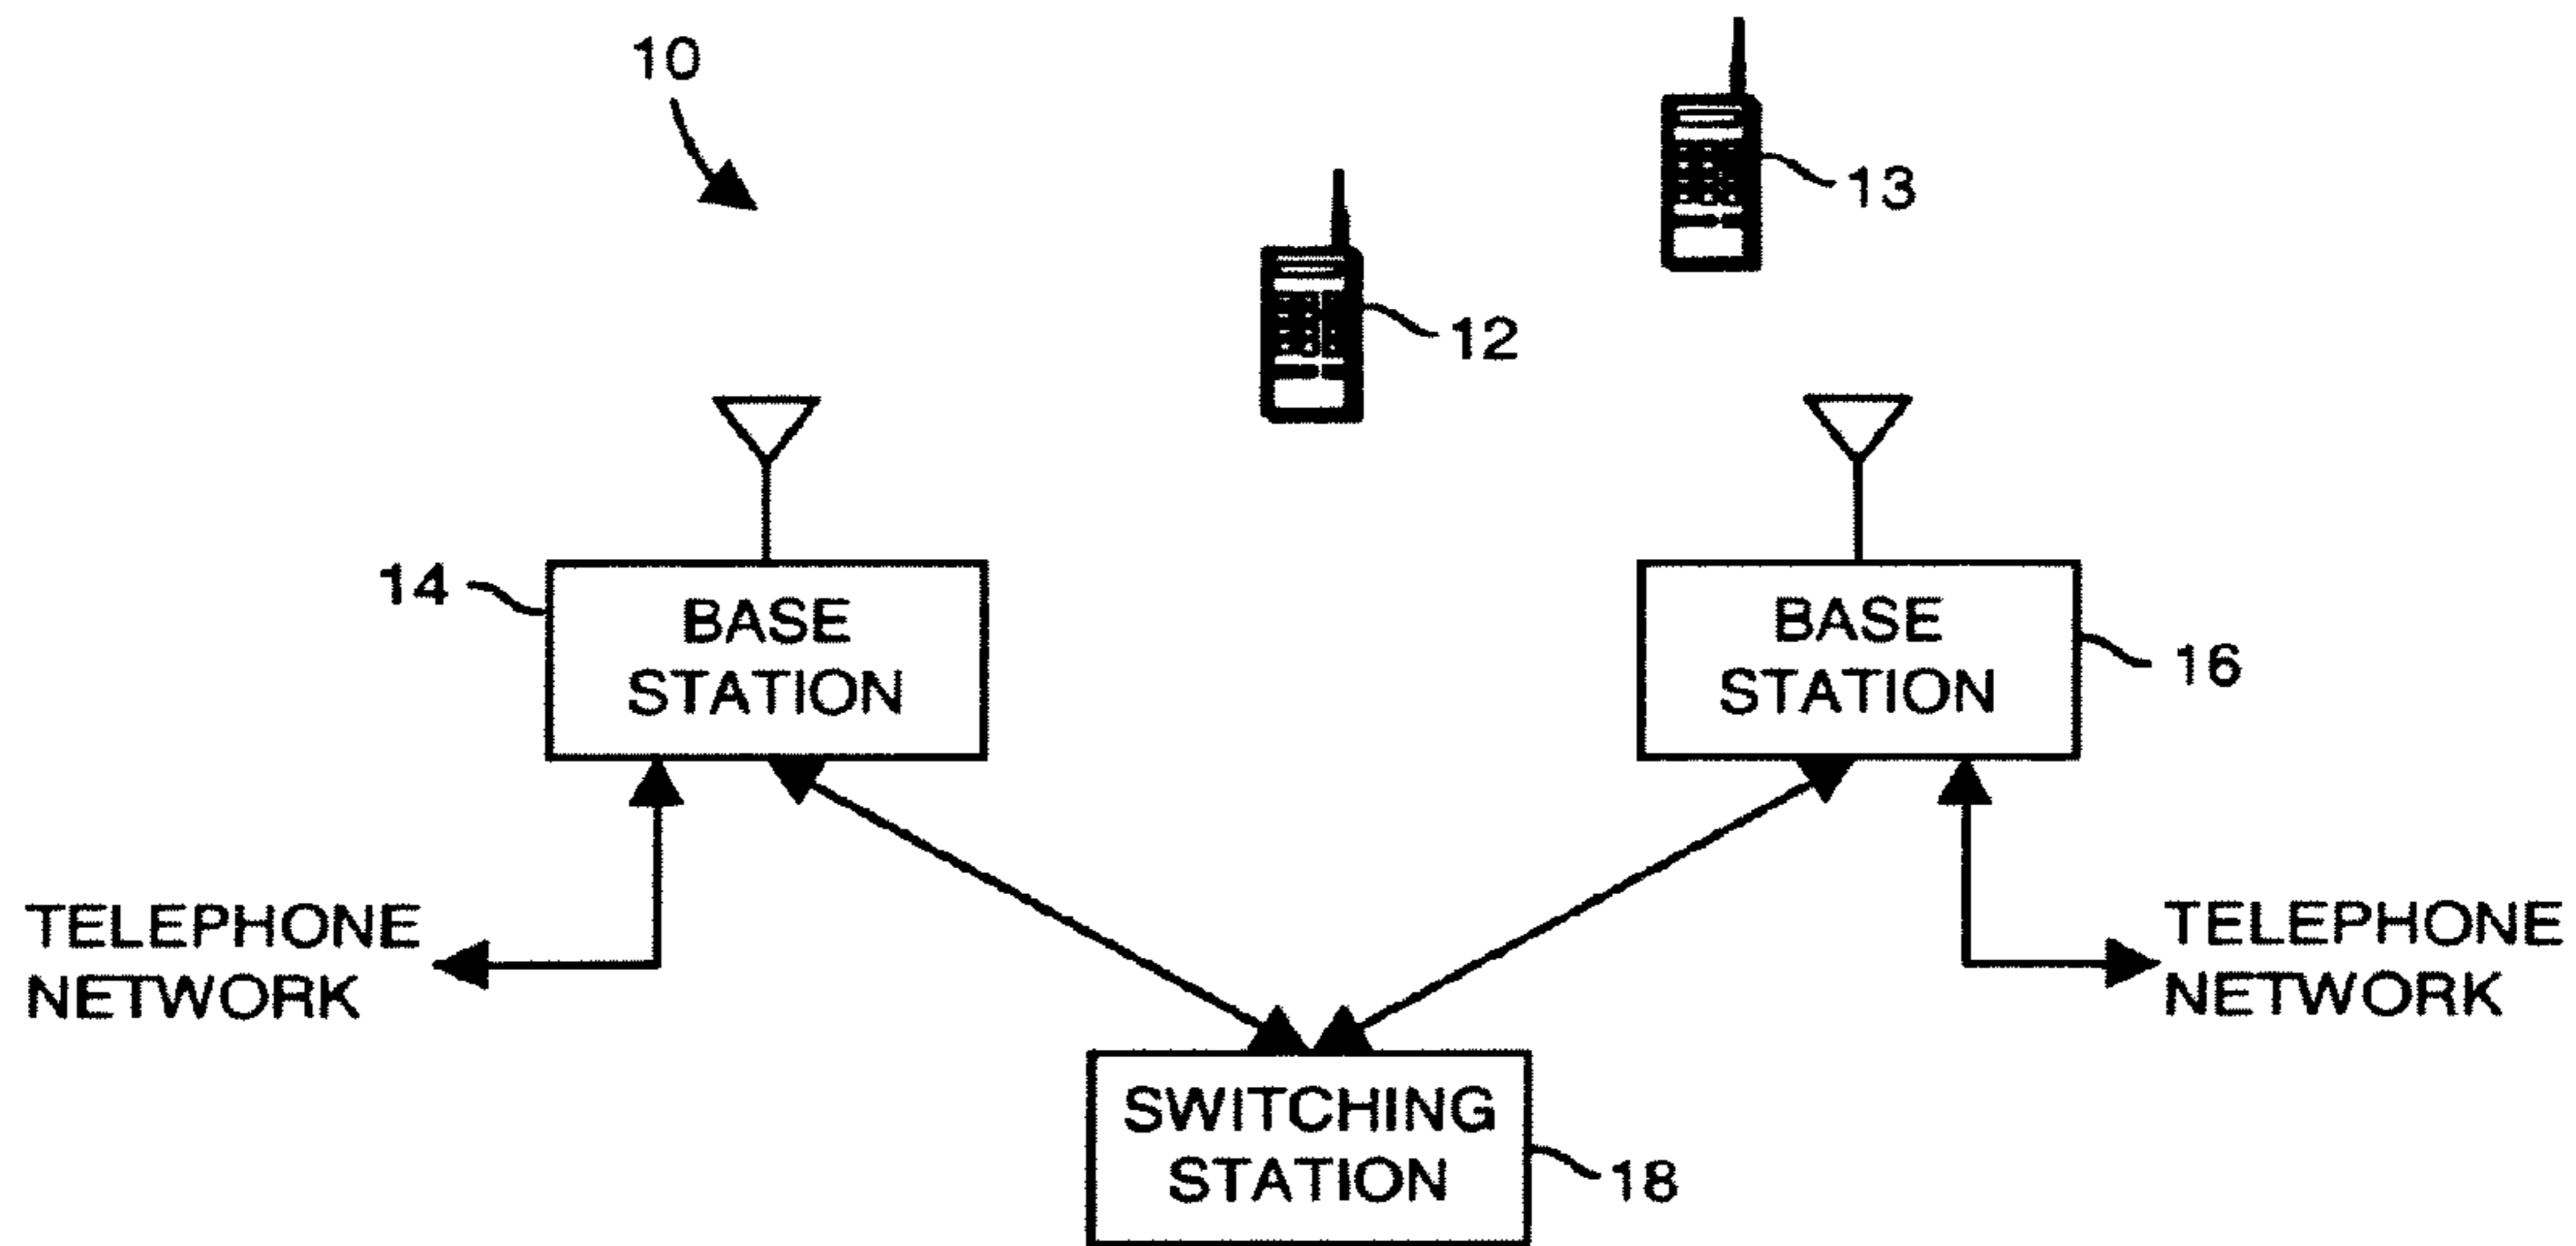 10
13
12
14
BASE
STATION
BASE
STATION
16
TELEPHONE
NETWORK
TELEPHONE
NETWORK
SWITCHING
STATION
18